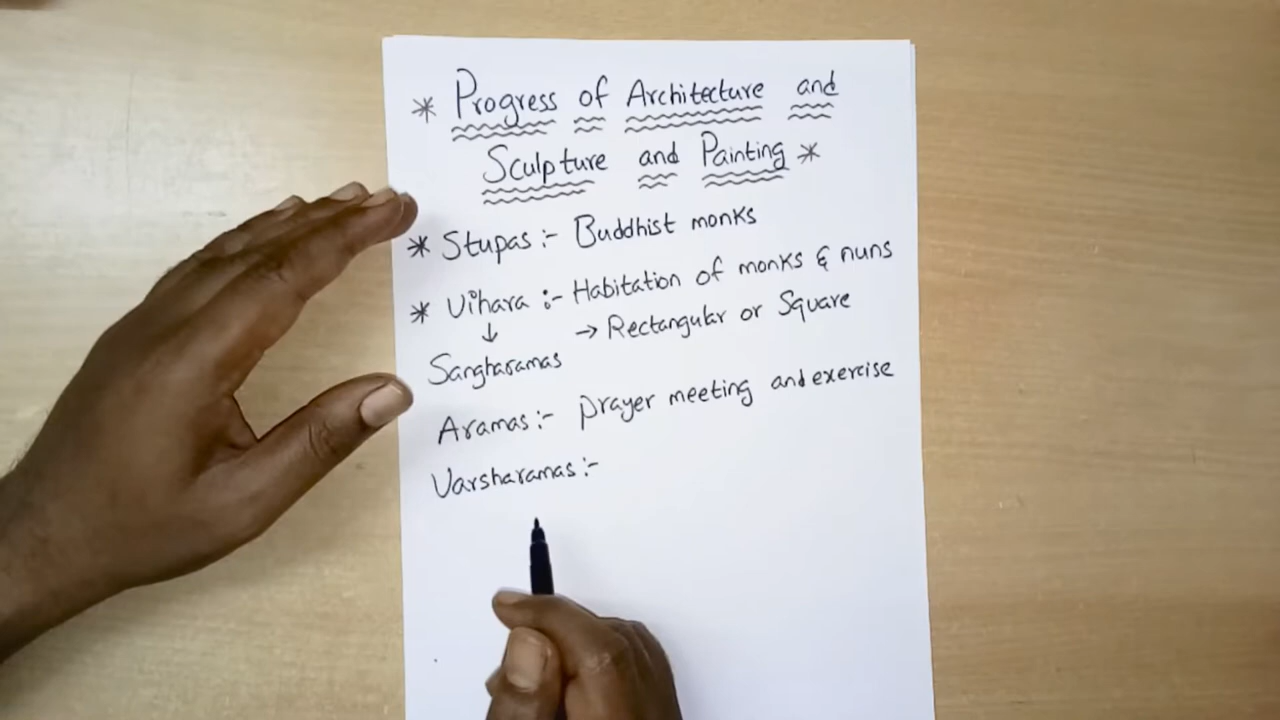 * Progress of Architecture and
Sculpture and Painting *
* Stupas :- Buddhist monks
* Vihara :- Habitation of monks & nuns
↓ → Rectangular or Square
Sangharamas
Aramas :- prayer meeting and exercise
Varsharamas :-